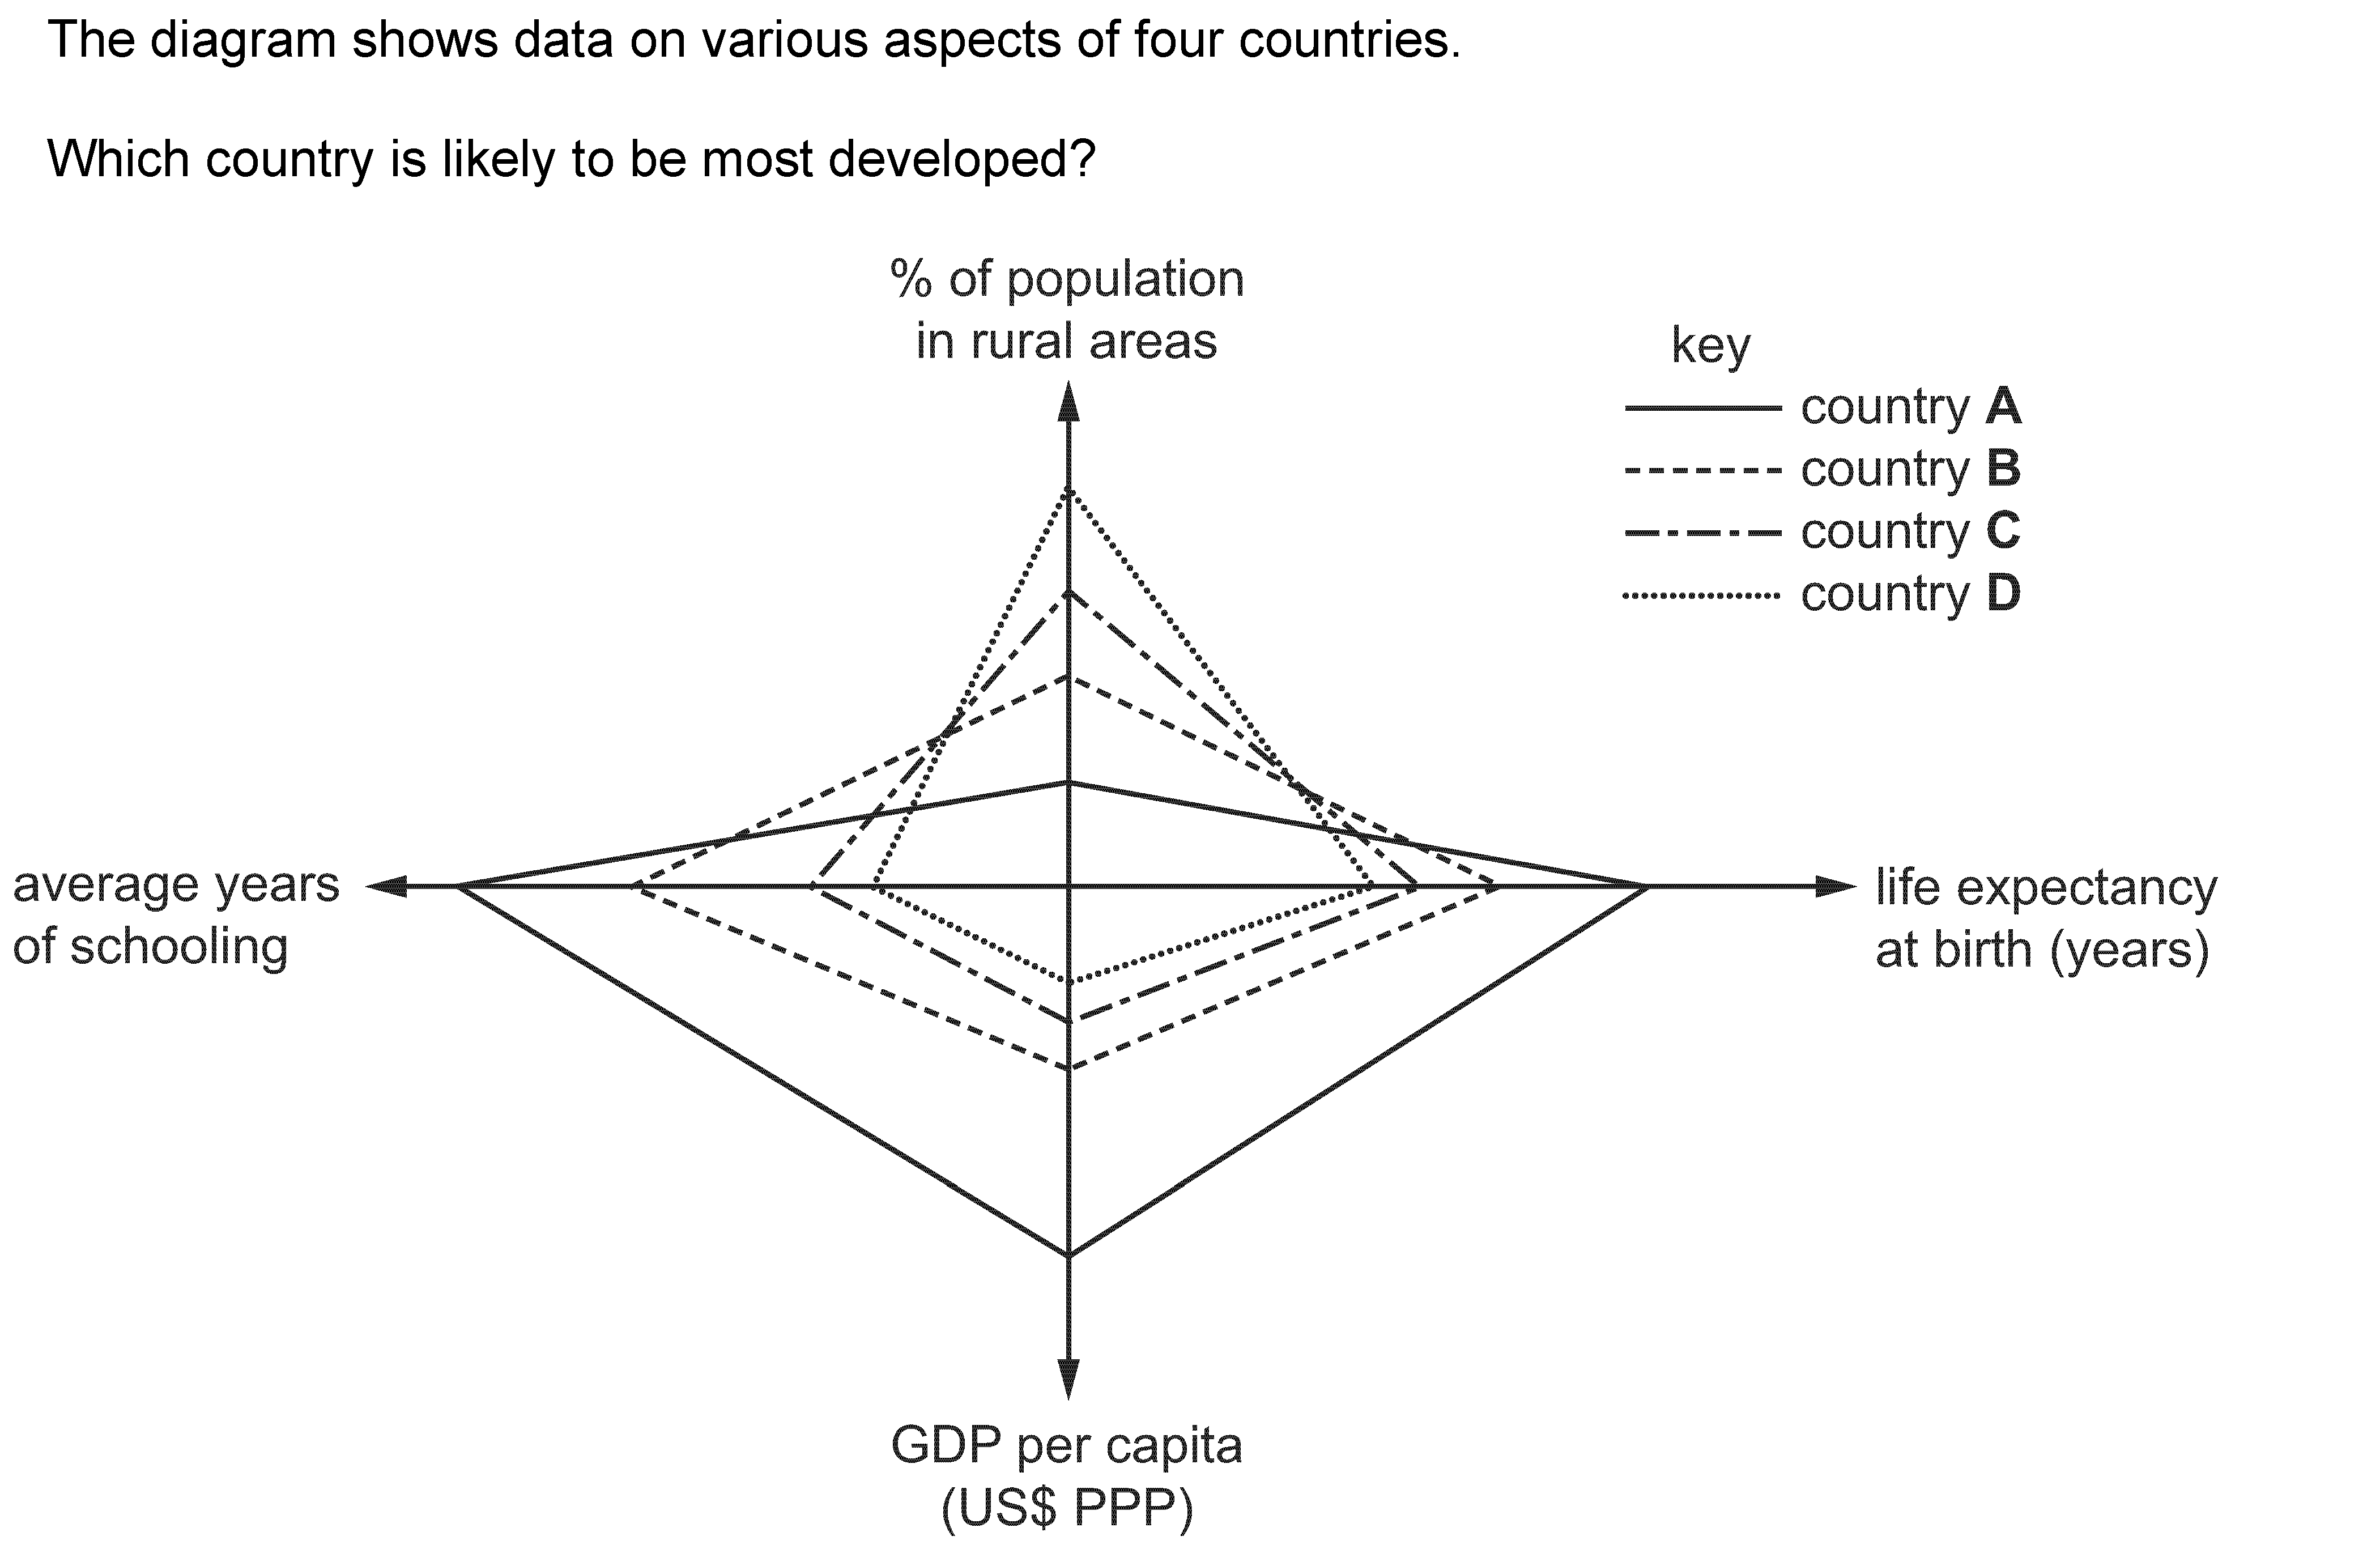 The diagram shows data on various aspects of four countries.
Which country is likely to be most developed?
% of population
in rural areas
key
country A
country B
country C
country D
average years
of schooling
life expectancy
at birth (years)
GDP per capita
(US$ PPP)